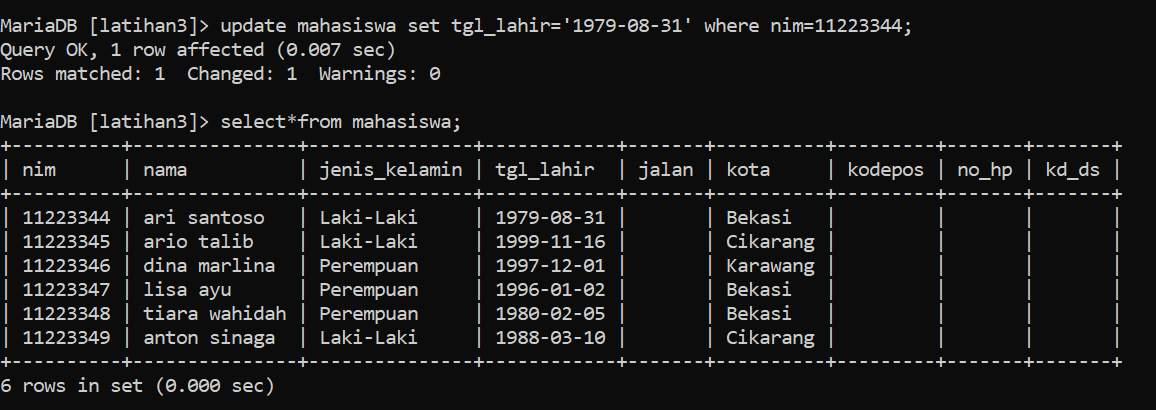 MariaDB [latihan3]> update mahasiswa set tgl_lahir='1979-08-31' where nim=11223344;
Query OK, 1 row affected (0.007 sec)
Rows matched: 1  Changed: 1  Warnings: 0

MariaDB [latihan3]> select*from mahasiswa;
+----------+---------------+---------------+------------+-------+----------+---------+-------+-------+
| nim      | nama          | jenis_kelamin | tgl_lahir  | jalan | kota     | kodepos | no_hp | kd_ds |
+----------+---------------+---------------+------------+-------+----------+---------+-------+-------+
| 11223344 | ari santoso   | Laki-Laki     | 1979-08-31 |       | Bekasi   |         |       |       |
| 11223345 | ario talib    | Laki-Laki     | 1999-11-16 |       | Cikarang |         |       |       |
| 11223346 | dina marlina  | Perempuan     | 1997-12-01 |       | Karawang |         |       |       |
| 11223347 | lisa ayu      | Perempuan     | 1996-01-02 |       | Bekasi   |         |       |       |
| 11223348 | tiara wahidah | Perempuan     | 1980-02-05 |       | Bekasi   |         |       |       |
| 11223349 | anton sinaga  | Laki-Laki     | 1988-03-10 |       | Cikarang |         |       |       |
+----------+---------------+---------------+------------+-------+----------+---------+-------+-------+
6 rows in set (0.000 sec)